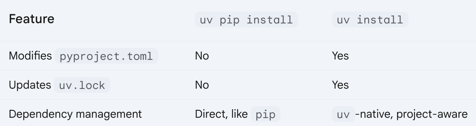 Feature uv pip install uv install
Modifies pyproject.toml No Yes
Updates uv.lock No Yes
Dependency management Direct, like pip uv -native, project-aware